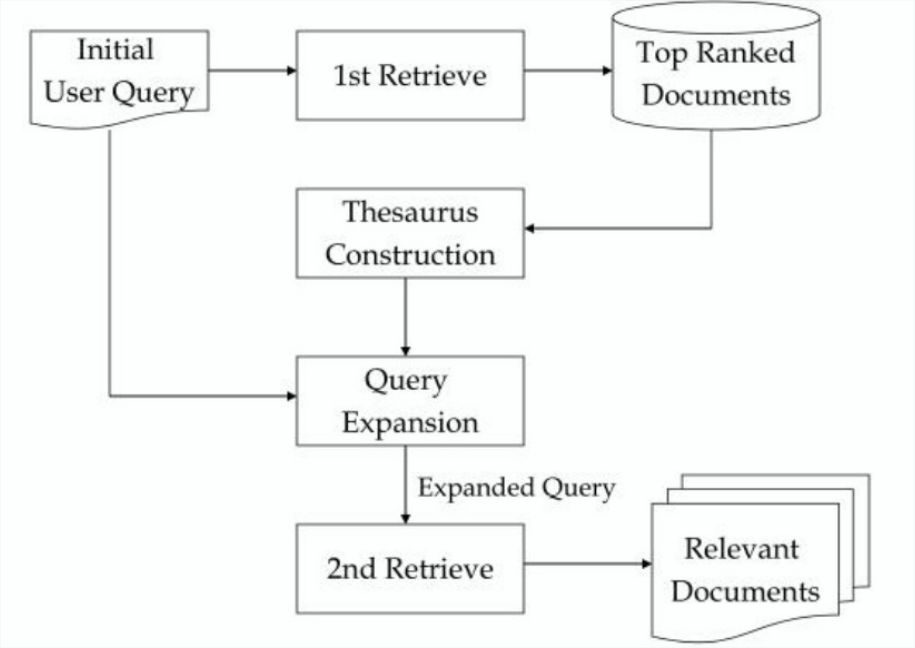 Initial
User Query
1st Retrieve
Top Ranked
Documents
Thesaurus
Construction
Query
Expansion
Expanded Query
2nd Retrieve
Relevant
Documents